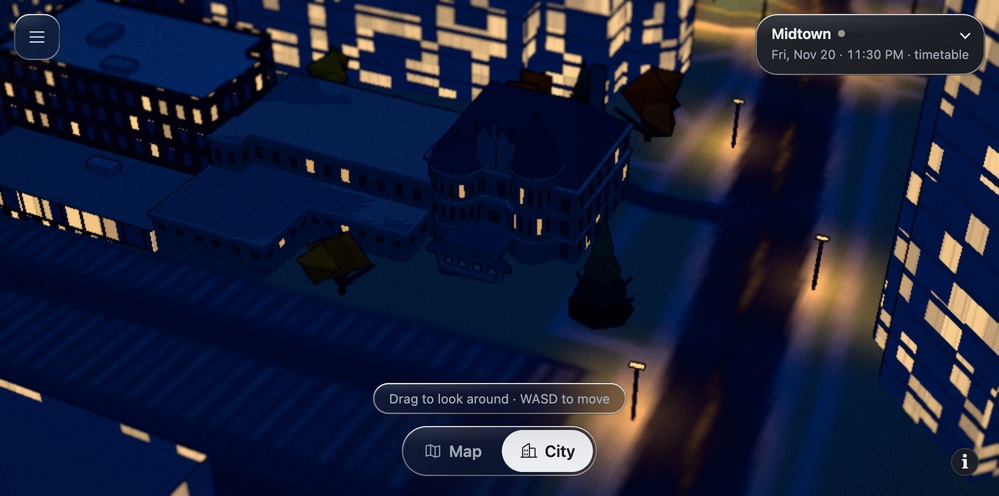 Midtown
Fri, Nov 20 · 11:30 PM · timetable
Drag to look around · WASD to move
Map
City